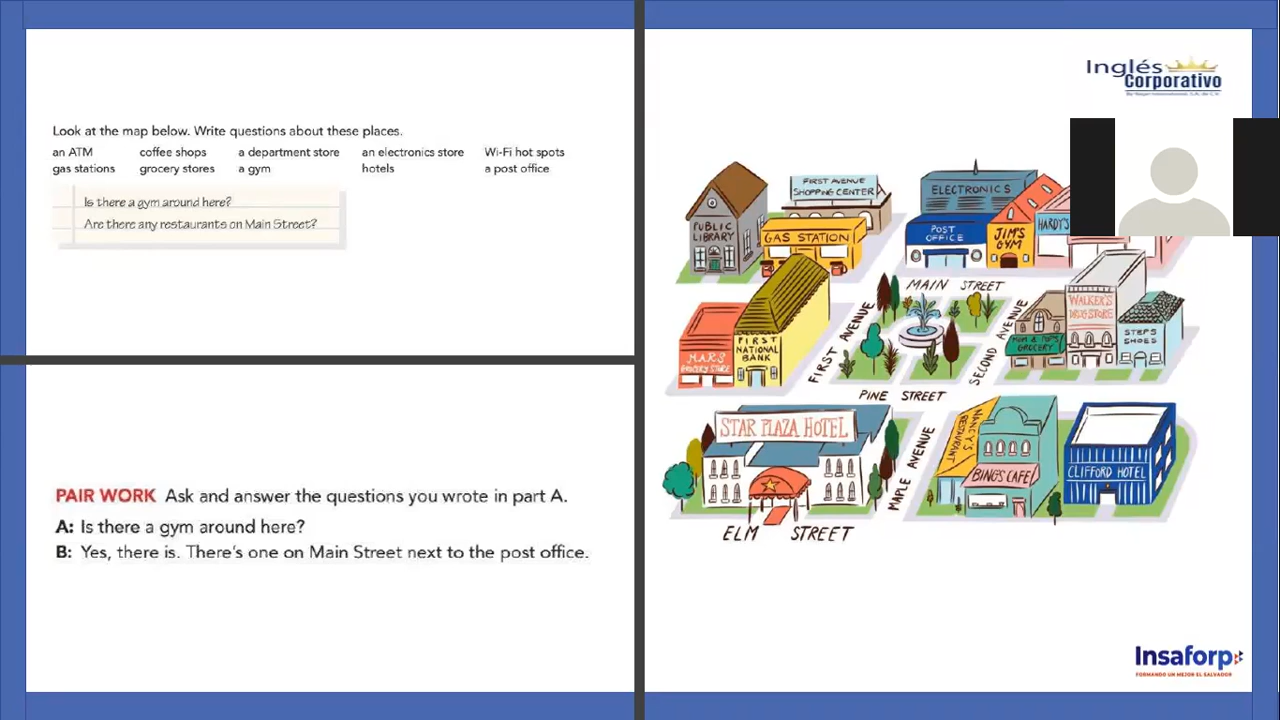 Look at the map below. Write questions about these places.
an ATM coffee shops a department store an electronics store Wi-Fi hot spots
gas stations grocery stores a gym hotels a post office
Is there a gym around here?
Are there any restaurants on Main Street?
PAIR WORK Ask and answer the questions you wrote in part A.
A: Is there a gym around here?
B: Yes, there is. There's one on Main Street next to the post office.
Inglés
Corporativo
FIRST AVENUE
SHOPPING CENTER
ELECTRONICS
PUBLIC
LIBRARY
GAS STATION
POST
OFFICE
JIM'S
GYM
HARDY'S
MAIN STREET
FIRST AVENUE
SECOND AVENUE
MARS
GROCERY STORE
FIRST
NATIONAL
BANK
MOM & POP'S
GROCERY
WALKER'S
DRUGSTORE
STEPS
SHOES
PINE STREET
STAR PLAZA HOTEL
MAPLE AVENUE
NANCY'S
RESTAURANT
BING'S CAFE
CLIFFORD HOTEL
ELM STREET
Insaforp
FORMANDO UN MEJOR EL SALVADOR